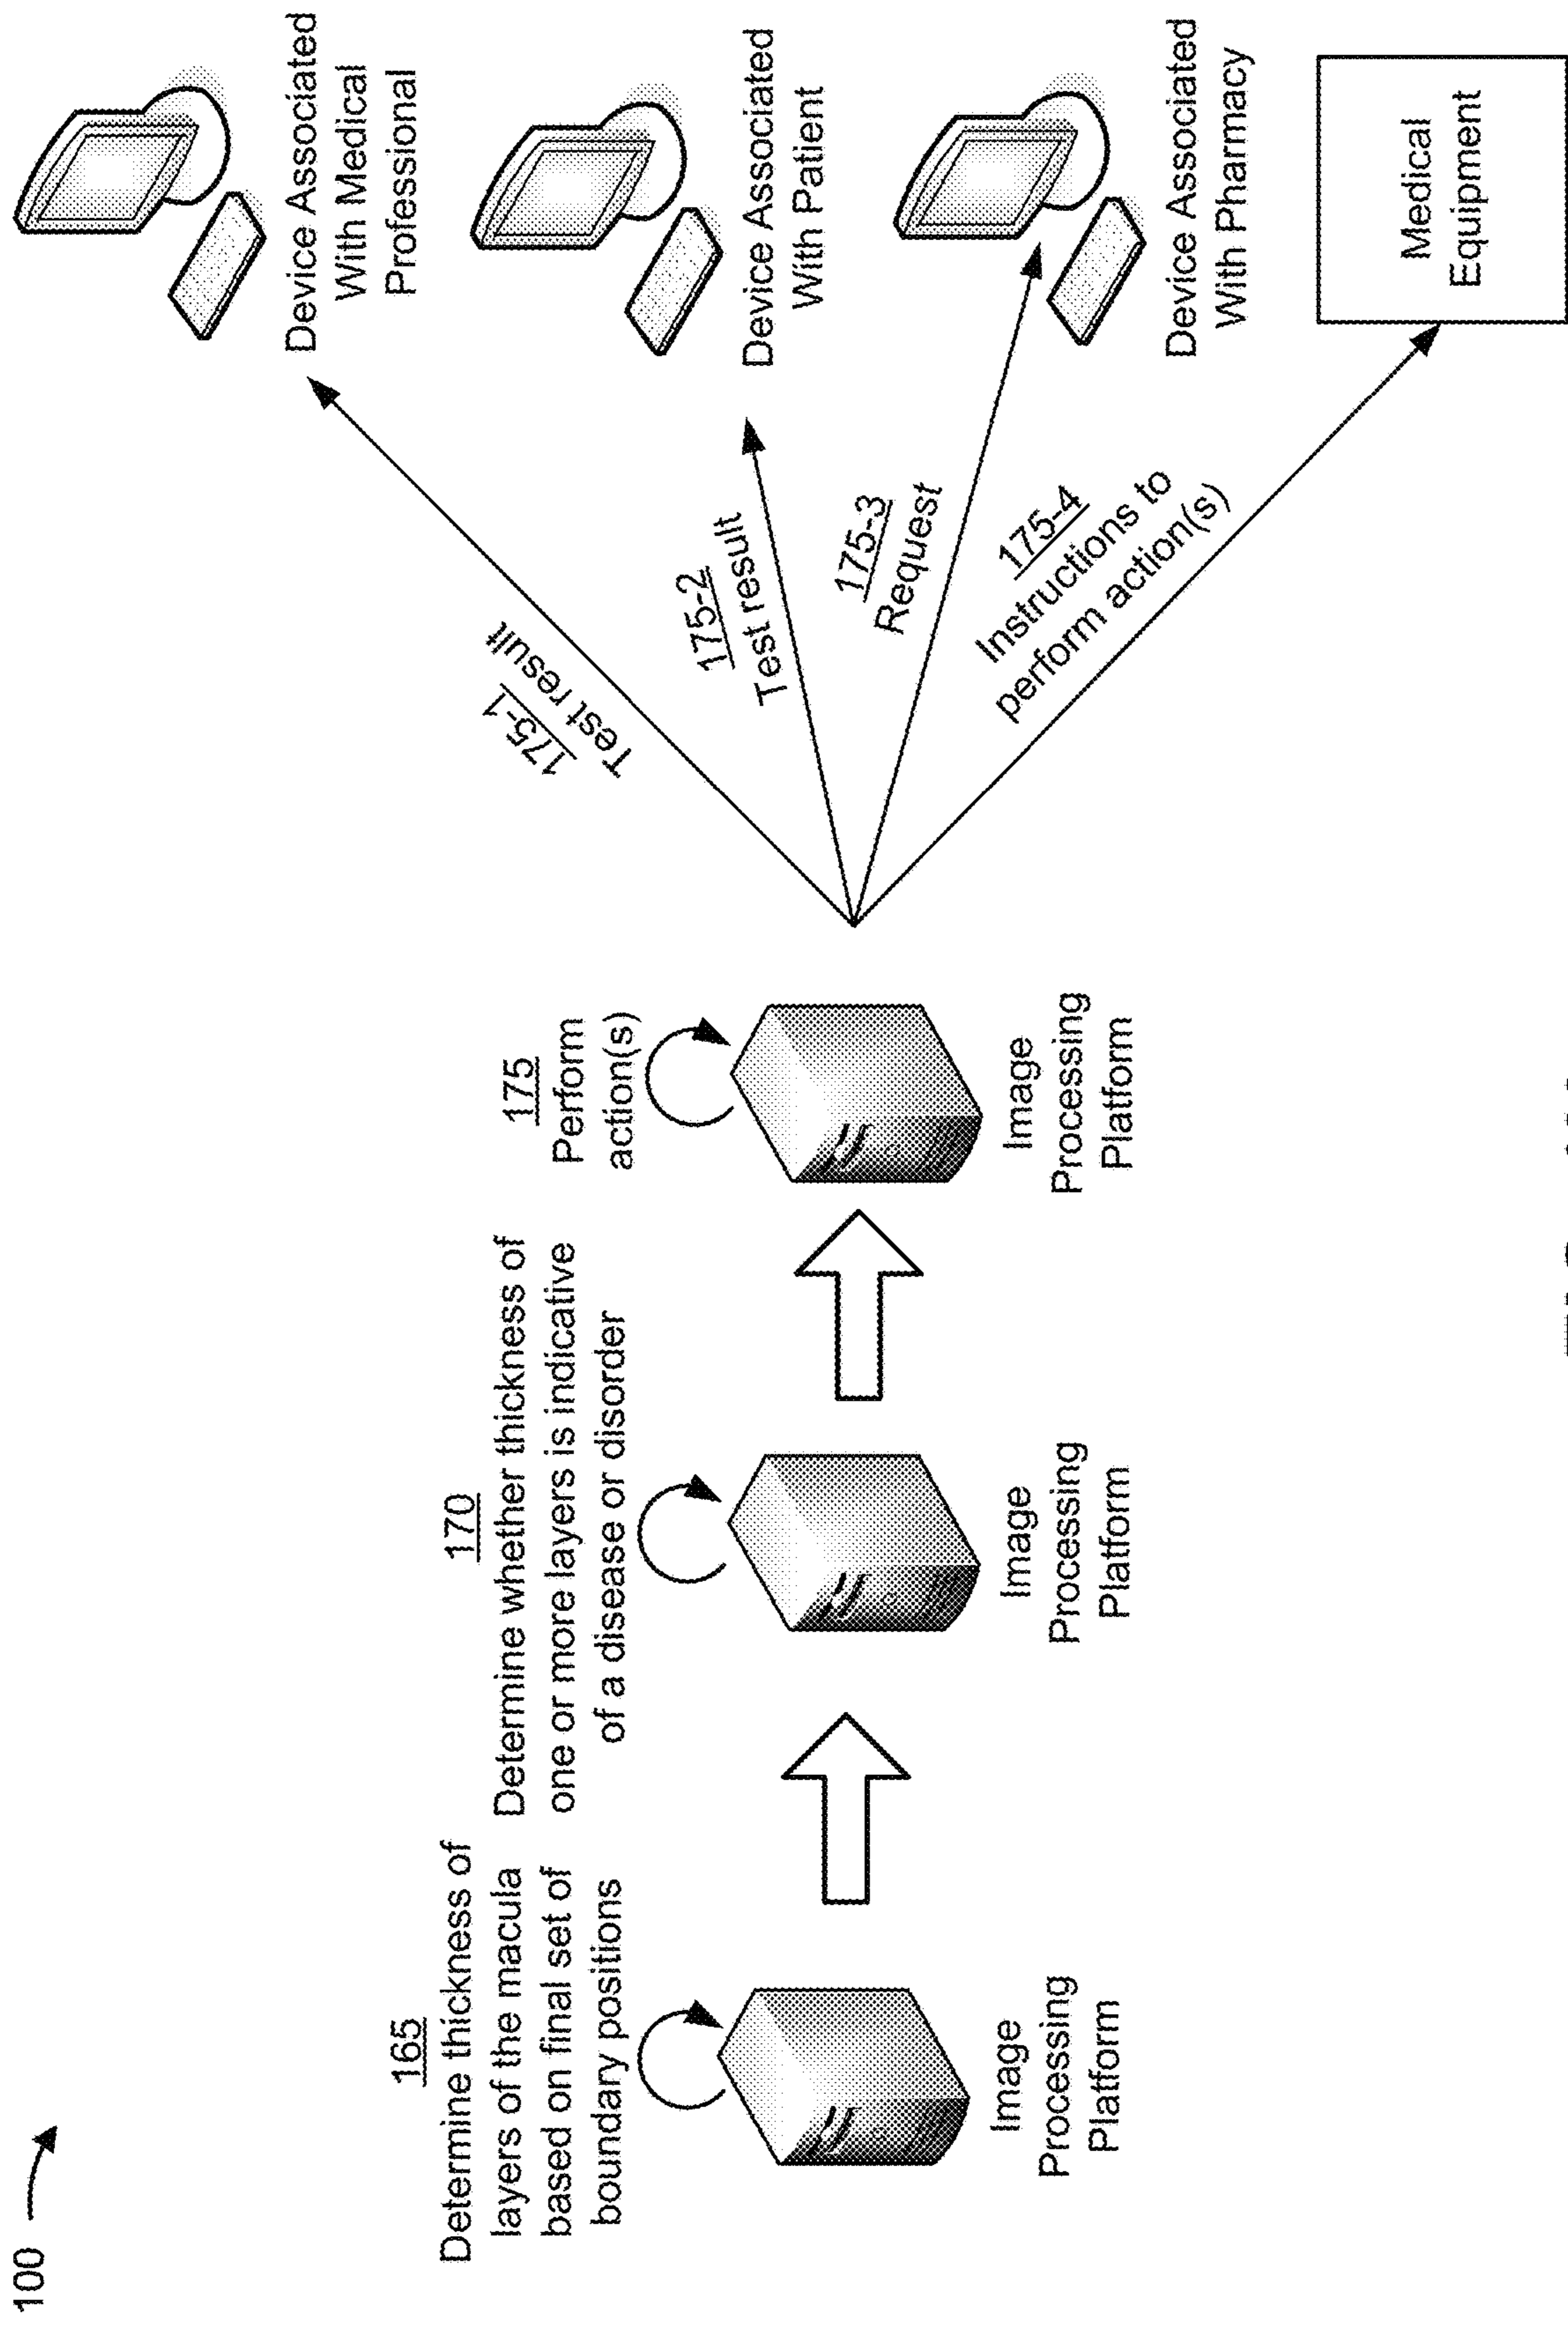 100
165
Determine thickness of
layers of the macula
based on final set of
boundary positions
Image
Processing
Platform
170
Determine whether thickness of
one or more layers is indicative
of a disease or disorder
Image
Processing
Platform
175
Perform
action(s)
Image
Processing
Platform
175-1
Test result
175-2
Test result
175-3
Request
175-4
Instructions to
perform action(s)
Device Associated
With Medical
Professional
Device Associated
With Patient
Device Associated
With Pharmacy
Medical
Equipment